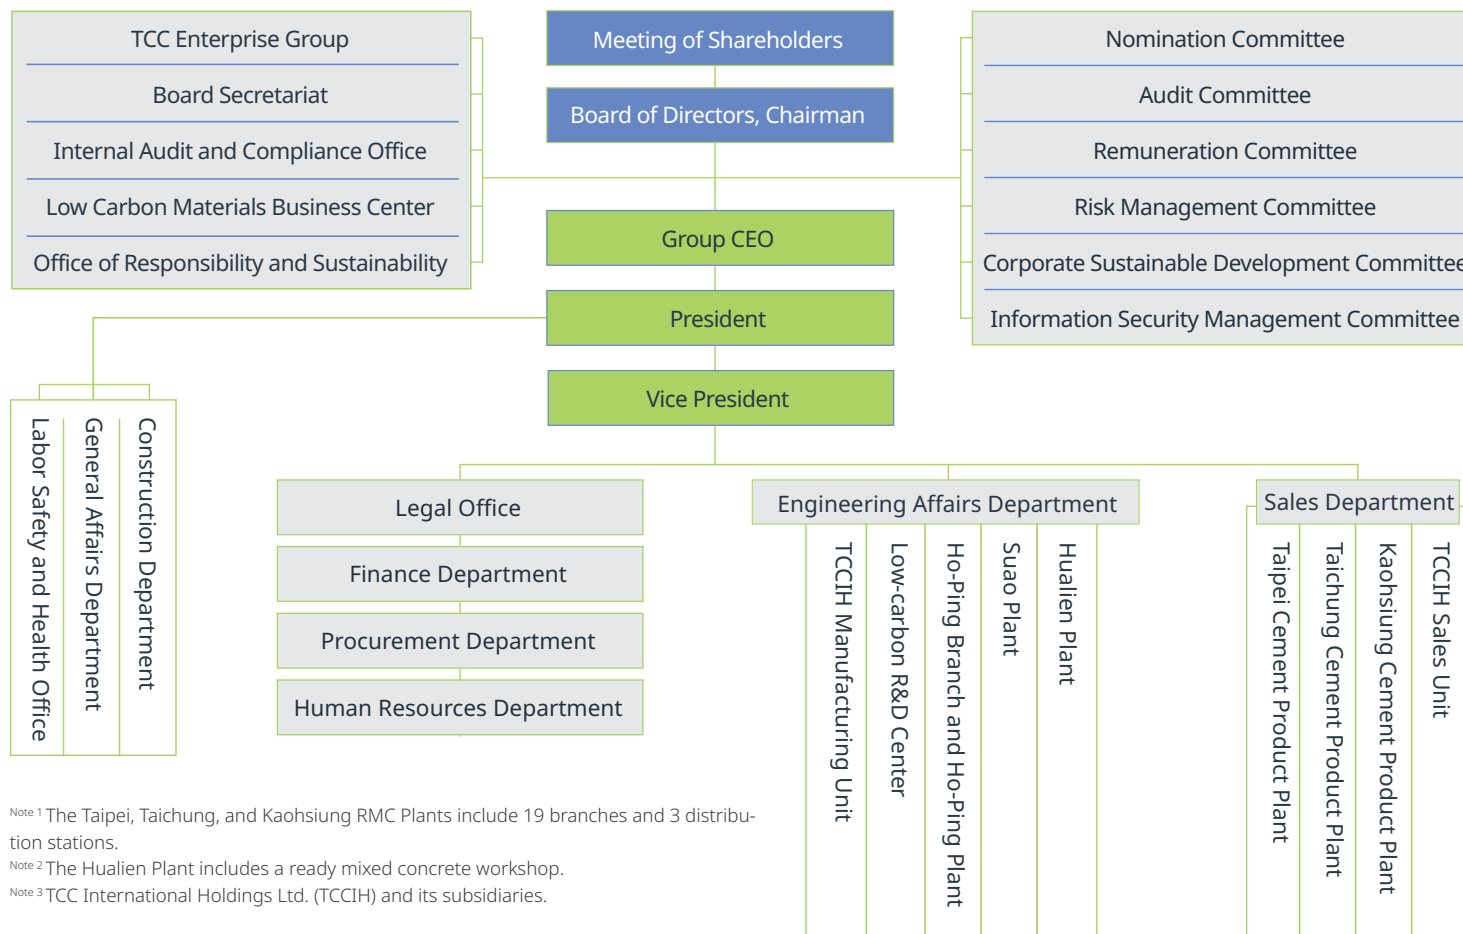 TCC Enterprise Group
Board Secretariat
Internal Audit and Compliance Office
Low Carbon Materials Business Center
Office of Responsibility and Sustainability
Meeting of Shareholders
Board of Directors, Chairman
Group CEO
President
Vice President
Nomination Committee
Audit Committee
Remuneration Committee
Risk Management Committee
Corporate Sustainable Development Committee
Information Security Management Committee
Labor Safety and Health Office
General Affairs Department
Construction Department
Legal Office
Finance Department
Procurement Department
Human Resources Department
Engineering Affairs Department
TCCIH Manufacturing Unit
Low-carbon R&D Center
Ho-Ping Branch and Ho-Ping Plant
Suao Plant
Hualien Plant
Sales Department
Taipei Cement Product Plant
Taichung Cement Product Plant
Kaohsiung Cement Product Plant
TCCIH Sales Unit
Note 1 The Taipei, Taichung, and Kaohsiung RMC Plants include 19 branches and 3 distribu-
tion stations.
Note 2 The Hualien Plant includes a ready mixed concrete workshop.
Note 3 TCC International Holdings Ltd. (TCCIH) and its subsidiaries.